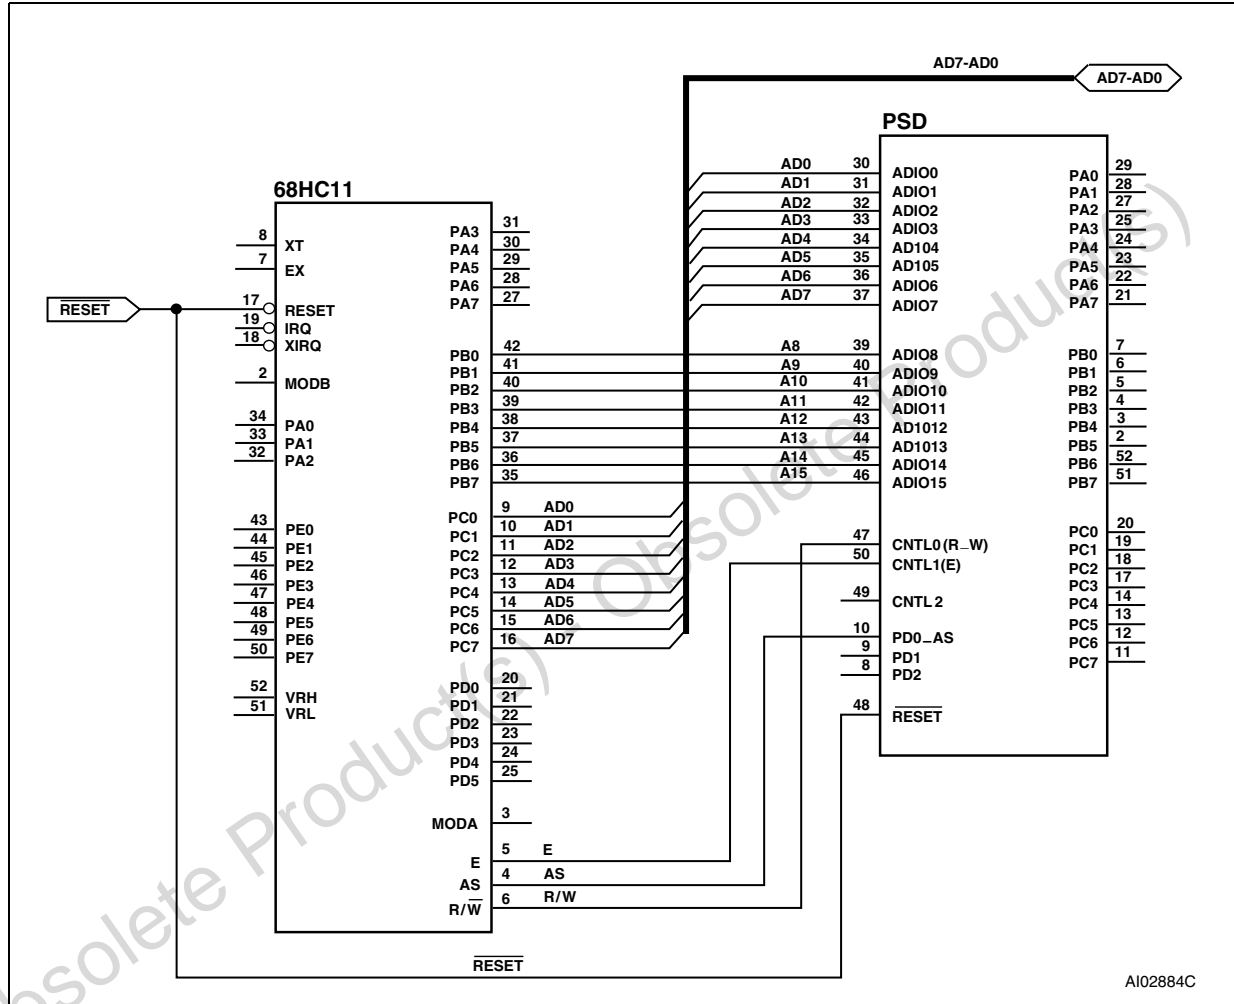 AD7-AD0
AD7-AD0
PSD
68HC11
RESET
8 XT
7 EX
17 RESET
19 IRQ
18 XIRQ
2 MODB
34 PA0
33 PA1
32 PA2
43 PE0
44 PE1
45 PE2
46 PE3
47 PE4
48 PE5
49 PE6
50 PE7
52 VRH
51 VRL
PA3 31
PA4 30
PA5 29
PA6 28
PA7 27
PB0 42
PB1 41
PB2 40
PB3 39
PB4 38
PB5 37
PB6 36
PB7 35
PC0 9 AD0
PC1 10 AD1
PC2 11 AD2
PC3 12 AD3
PC4 13 AD4
PC5 14 AD5
PC6 15 AD6
PC7 16 AD7
PD0 20
PD1 21
PD2 22
PD3 23
PD4 24
PD5 25
MODA 3
E 5 E
AS 4 AS
R/W 6 R/W
RESET
AD0 30 ADIO0
AD1 31 ADIO1
AD2 32 ADIO2
AD3 33 ADIO3
AD4 34 AD104
AD5 35 AD105
AD6 36 ADIO6
AD7 37 ADIO7
A8 39 ADIO8
A9 40 ADIO9
A10 41 ADIO10
A11 42 ADIO11
A12 43 AD1012
A13 44 AD1013
A14 45 ADIO14
A15 46 ADIO15
47 CNTL0(R_W)
50 CNTL1(E)
49 CNTL2
10 PD0_AS
9 PD1
8 PD2
48 RESET
PA0 29
PA1 28
PA2 27
PA3 25
PA4 24
PA5 23
PA6 22
PA7 21
PB0 7
PB1 6
PB2 5
PB3 4
PB4 3
PB5 2
PB6 52
PB7 51
PC0 20
PC1 19
PC2 18
PC3 17
PC4 14
PC5 13
PC6 12
PC7 11
AI02884C
Obsolete Product(s) - Obsolete Product(s)